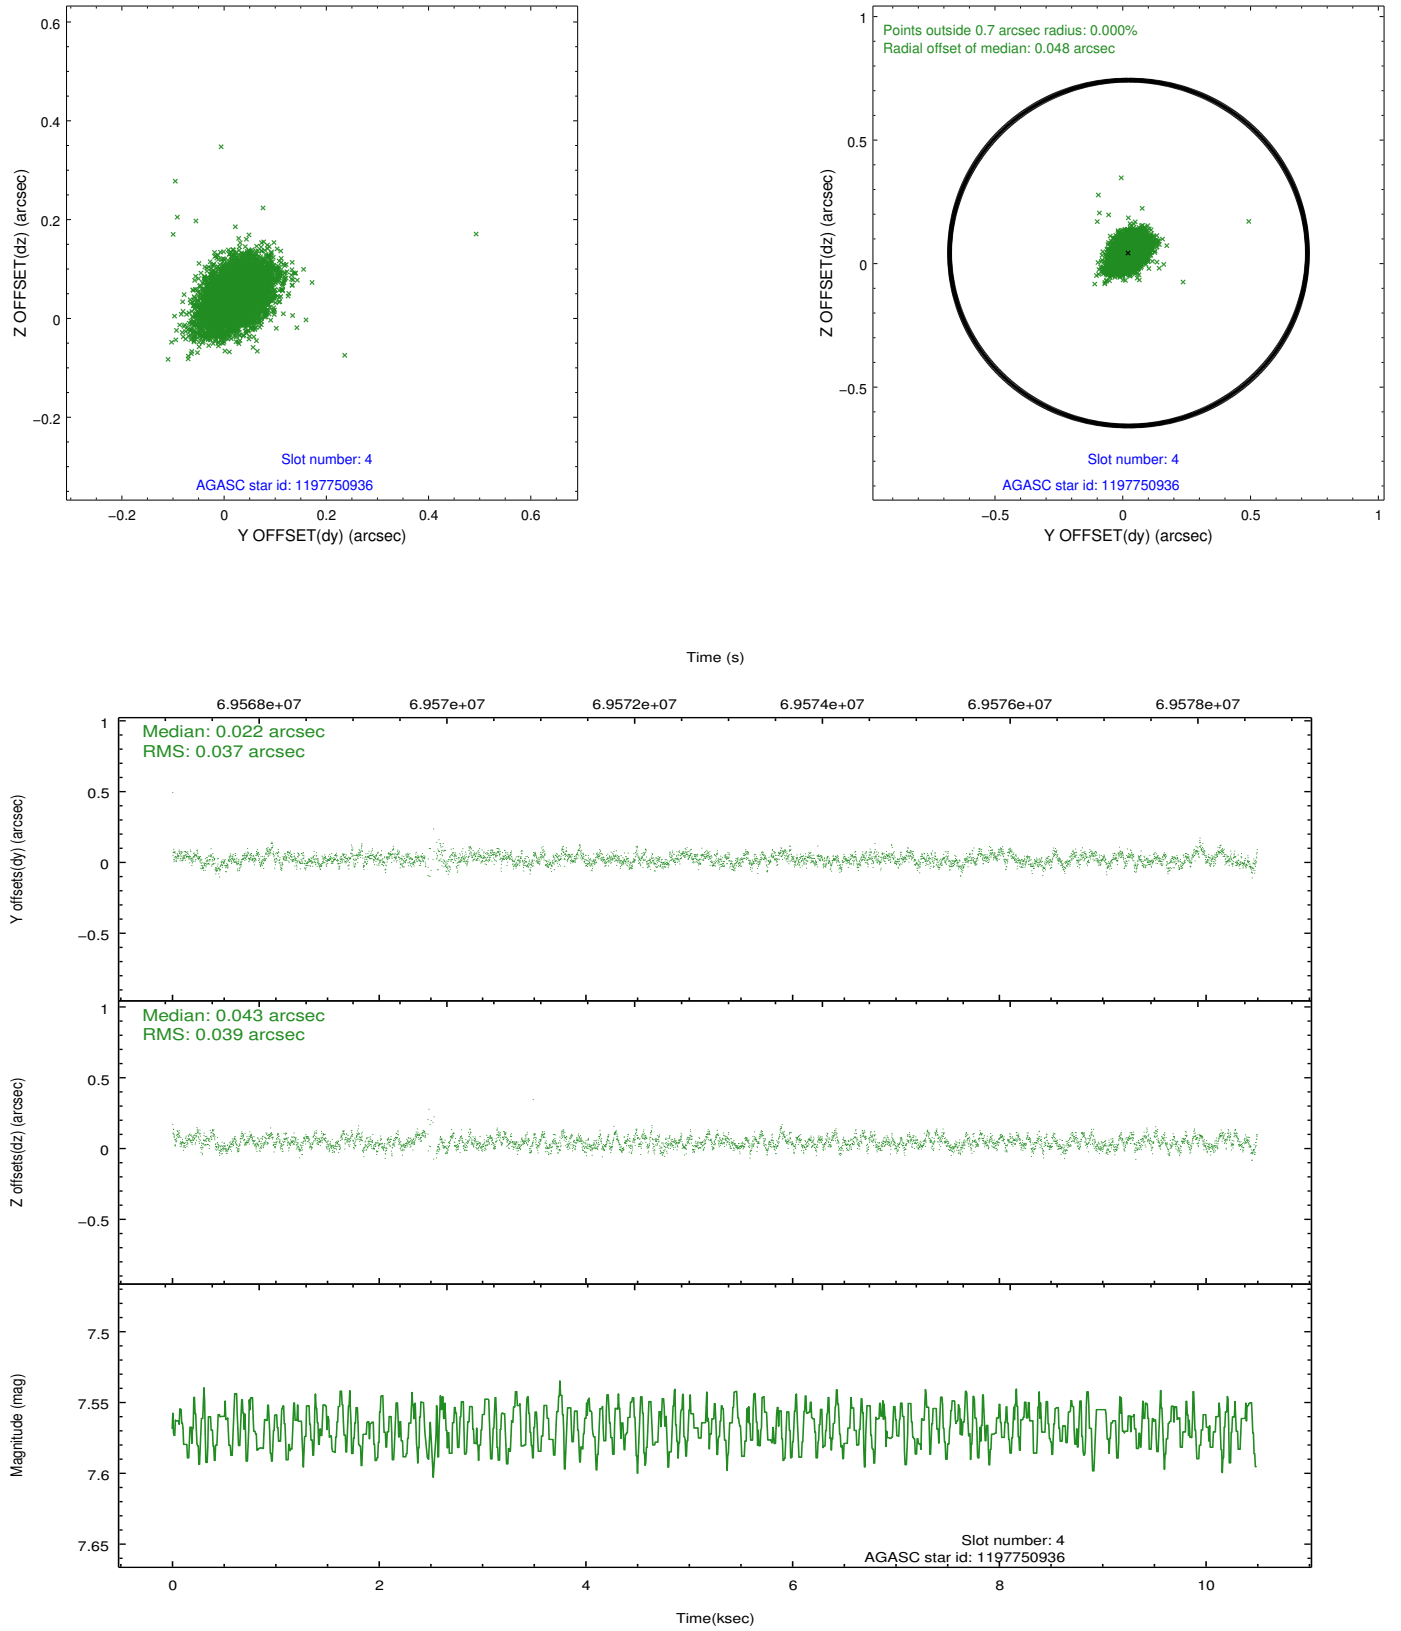 0.6
0.4
0.2
0
−0.2
Z OFFSET(dz) (arcsec)
Slot number: 4
AGASC star id: 1197750936
−0.2 0 0.2 0.4 0.6
Y OFFSET(dy) (arcsec)
Points outside 0.7 arcsec radius: 0.000%
Radial offset of median: 0.048 arcsec
1
0.5
0
−0.5
Z OFFSET(dz) (arcsec)
Slot number: 4
AGASC star id: 1197750936
−0.5 0 0.5 1
Y OFFSET(dy) (arcsec)
Time (s)
6.9568e+07 6.957e+07 6.9572e+07 6.9574e+07 6.9576e+07 6.9578e+07
Median: 0.022 arcsec
RMS: 0.037 arcsec
1
0.5
0
−0.5
Y offsets(dy) (arcsec)
Median: 0.043 arcsec
RMS: 0.039 arcsec
1
0.5
0
−0.5
Z offsets(dz) (arcsec)
7.5
7.55
7.6
7.65
Magnitude (mag)
Slot number: 4
AGASC star id: 1197750936
0 2 4 6 8 10
Time(ksec)